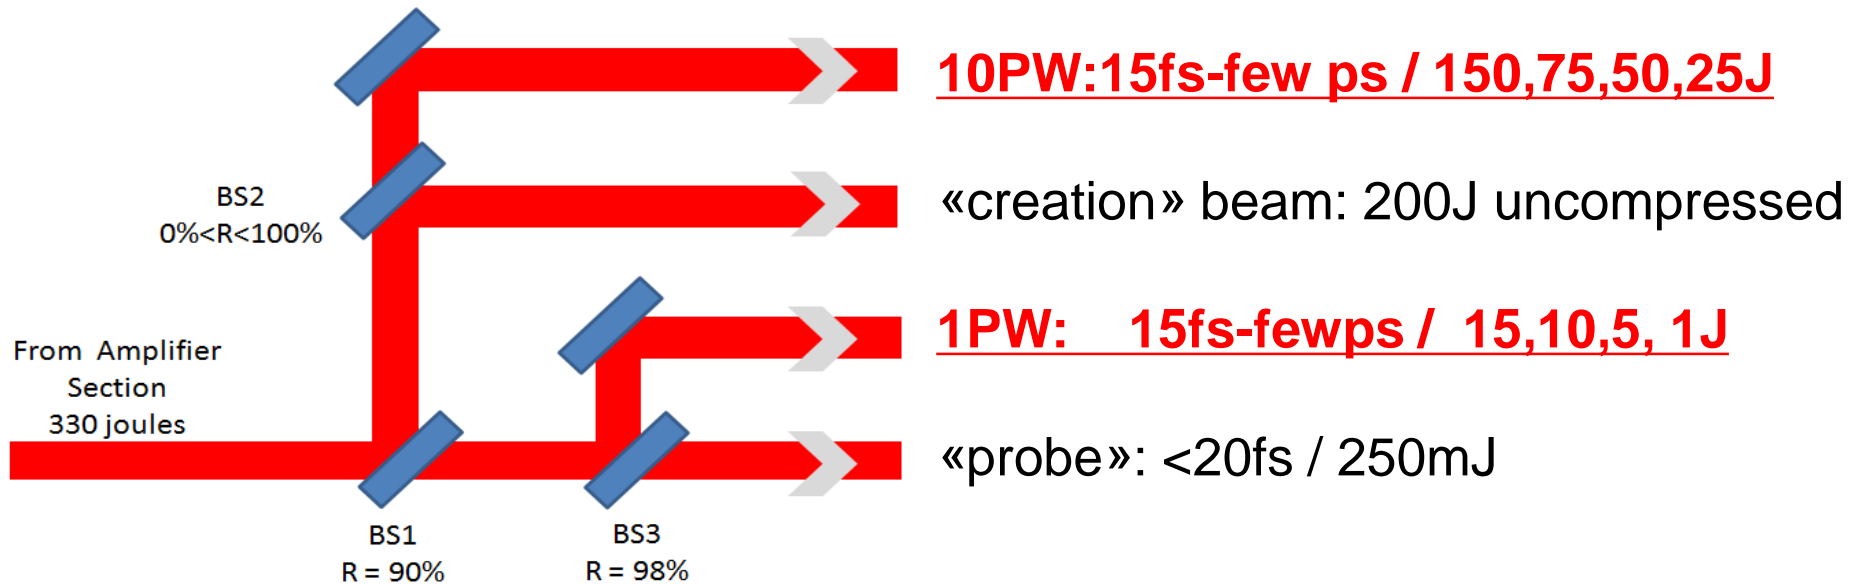 10PW:15fs-few ps / 150,75,50,25J
BS2
0%<R<100%
«creation» beam: 200J uncompressed
1PW: 15fs-fewps / 15,10,5, 1J
From Amplifier
Section
330 joules
«probe»: <20fs / 250mJ
BS1
R = 90%
BS3
R = 98%